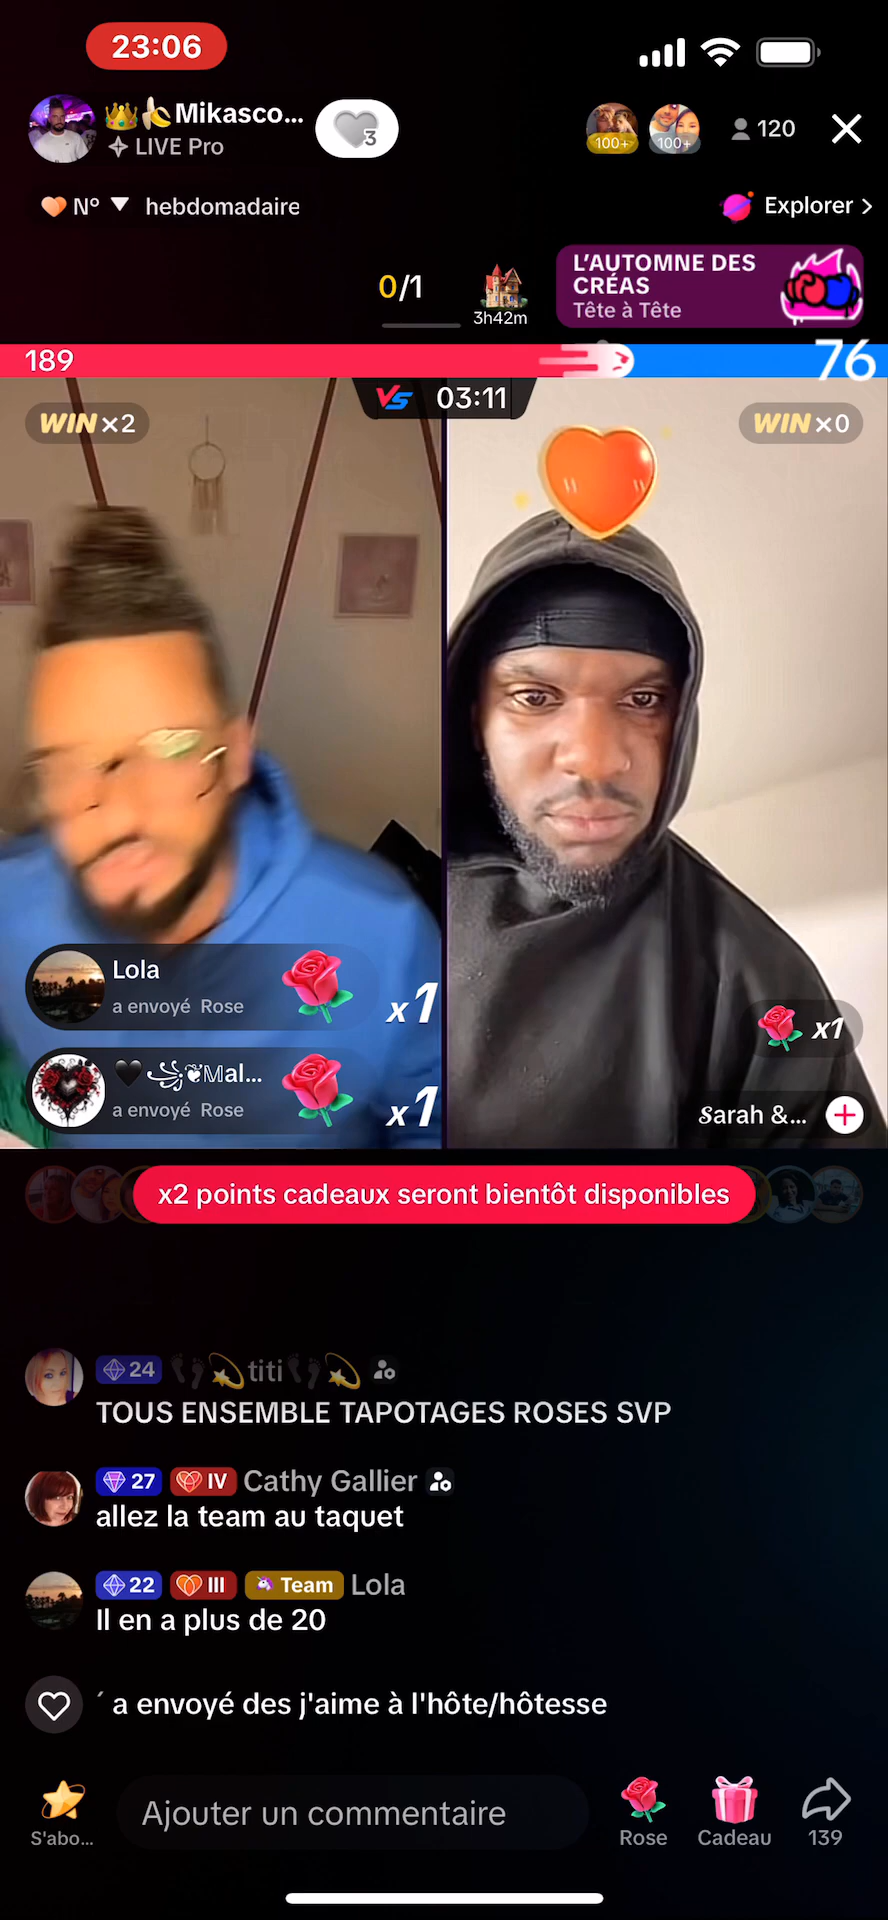 23:06
Mikasco...
LIVE Pro
3
100+
100+
120
N° hebdomadaire
Explorer
0/1
3h42m
L'AUTOMNE DES
CRÉAS
Tête à Tête
189
76
VS 03:11
WIN x2
WIN x0
Lola
a envoyé Rose
x1
𝕄al...
a envoyé Rose
x1
x1
𝓢arah &...
x2 points cadeaux seront bientôt disponibles
24 titi
TOUS ENSEMBLE TAPOTAGES ROSES SVP
27 IV Cathy Gallier
allez la team au taquet
22 III Team Lola
Il en a plus de 20
´ a envoyé des j'aime à l'hôte/hôtesse
S'abo...
Ajouter un commentaire
Rose
Cadeau
139